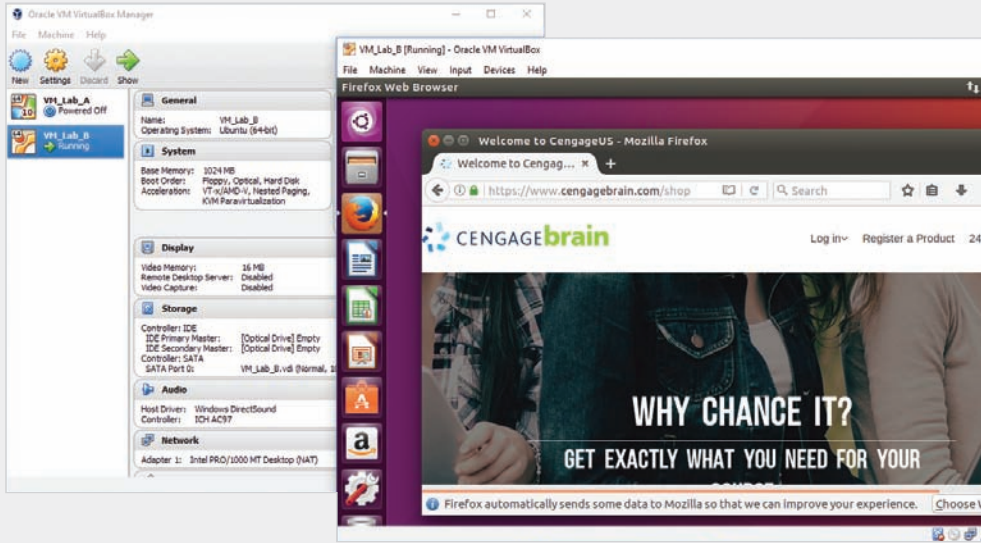 Oracle VM VirtualBox Manager
File Machine Help
New Settings Discard Show
VM_Lab_A
10 Powered Off
VM_Lab_B
Running
General
Name: VM_Lab_B
Operating System: Ubuntu (64-bit)
System
Base Memory: 1024 MB
Boot Order: Floppy, Optical, Hard Disk
Acceleration: VT-x/AMD-V, Nested Paging,
KVM Paravirtualization
Display
Video Memory: 16 MB
Remote Desktop Server: Disabled
Video Capture: Disabled
Storage
Controller: IDE
IDE Primary Master: [Optical Drive] Empty
IDE Secondary Master: [Optical Drive] Empty
Controller: SATA
SATA Port 0: VM_Lab_B.vdi (Normal,
Audio
Host Driver: Windows DirectSound
Controller: ICH AC97
Network
Adapter 1: Intel PRO/1000 MT Desktop (NAT)
VM_Lab_B [Running] - Oracle VM VirtualBox
File Machine View Input Devices Help
Firefox Web Browser
Welcome to CengageUS - Mozilla Firefox
Welcome to Cengag... × +
https://www.cengagebrain.com/shop Search
CENGAGEbrain
Log in Register a Product 24
WHY CHANCE IT?
GET EXACTLY WHAT YOU NEED FOR YOUR
Firefox automatically sends some data to Mozilla so that we can improve your experience. Choose
A
a